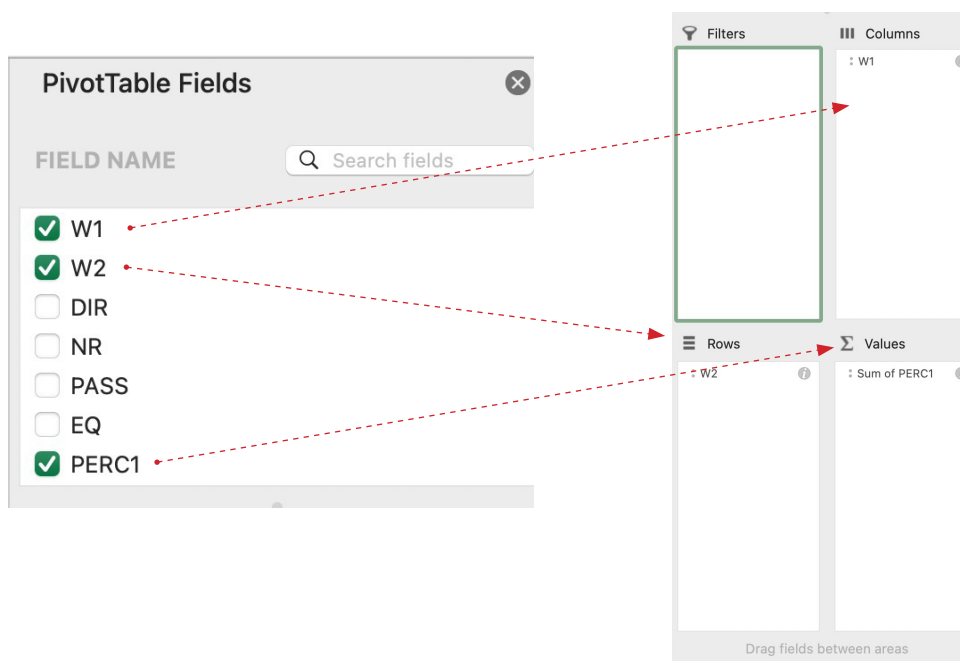 PivotTable Fields
FIELD NAME
Search fields
W1
W2
DIR
NR
PASS
EQ
PERC1
Filters
Columns
W1
Rows
W2
Values
Sum of PERC1
Drag fields between areas